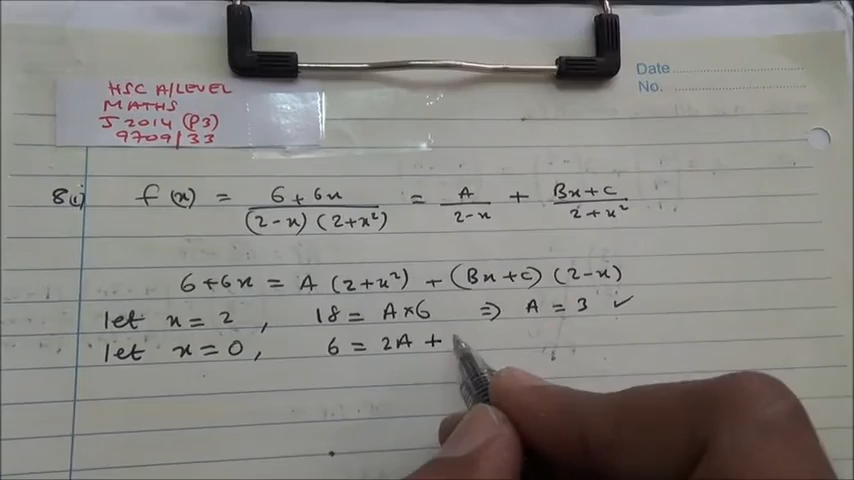 Date
No.
HSC A/LEVEL
MATHS
J 2014 (P3)
9709/33
8(i) f(x) = 6+6x / (2-x)(2+x²) = A / 2-x + Bx+C / 2+x²
6+6x = A(2+x²) + (Bx+C)(2-x)
let x=2, 18 = A×6 ⇒ A = 3 ✓
let x=0, 6 = 2A +